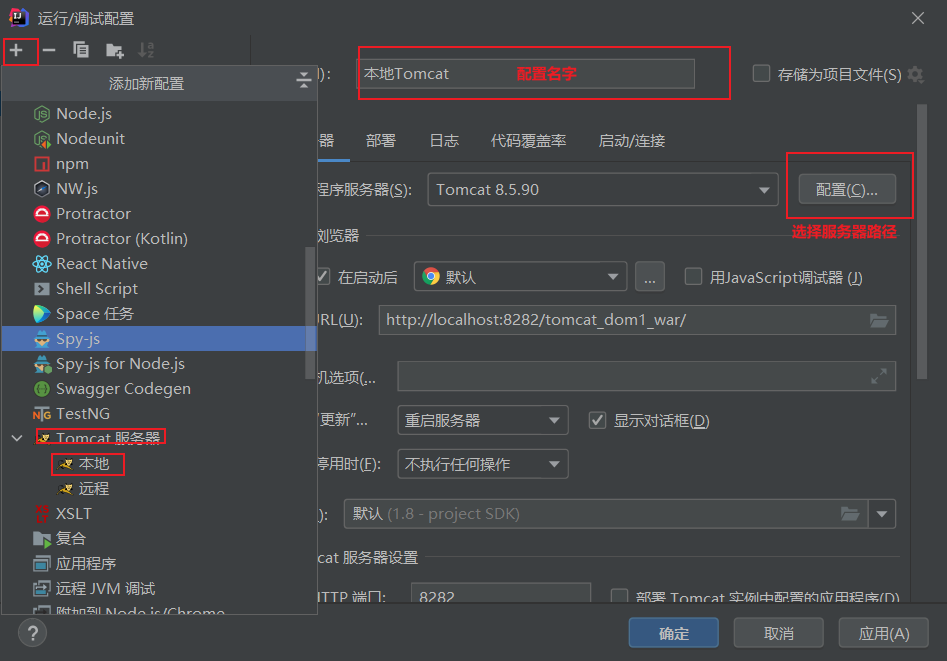 运行/调试配置
添加新配置
Node.js
Nodeunit
npm
NW.js
Protractor
Protractor (Kotlin)
React Native
Shell Script
Space 任务
Spy-js
Spy-js for Node.js
Swagger Codegen
TestNG
Tomcat 服务器
本地
远程
XSLT
复合
应用程序
远程 JVM 调试
附加到 Node.js/Chrome
): 本地Tomcat 配置名字 存储为项目文件(S)
器 部署 日志 代码覆盖率 启动/连接
程序服务器(S): Tomcat 8.5.90 配置(C)...
选择服务器路径
浏览器
在启动后 默认 ... 用JavaScript调试器 (J)
RL(U): http://localhost:8282/tomcat_dom1_war/
机选项(...
"更新"... 重启服务器 显示对话框(D)
停用时(F): 不执行任何操作
): 默认 (1.8 - project SDK)
cat 服务器设置
HTTP 端口: 8282 部署 Tomcat 实例中配置的应用程序(D)
? 确定 取消 应用(A)